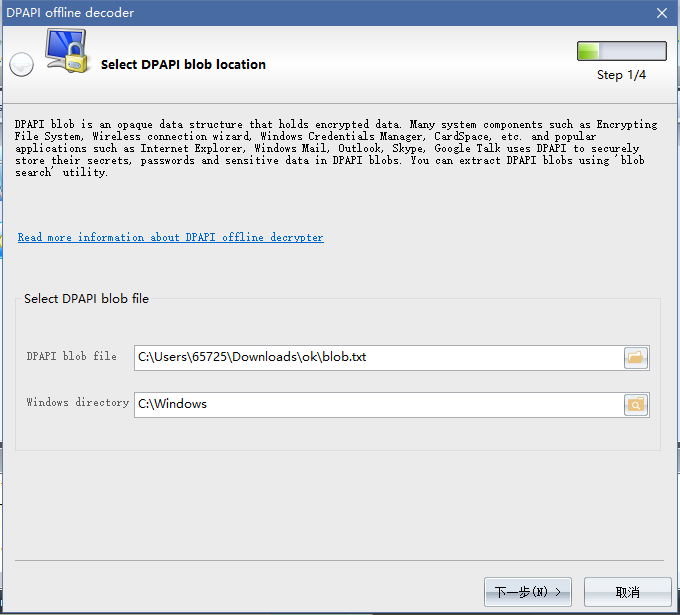 DPAPI offline decoder
Select DPAPI blob location
Step 1/4
DPAPI blob is an opaque data structure that holds encrypted data. Many system components such as Encrypting
File System, Wireless connection wizard, Windows Credentials Manager, CardSpace, etc. and popular
applications such as Internet Explorer, Windows Mail, Outlook, Skype, Google Talk uses DPAPI to securely
store their secrets, passwords and sensitive data in DPAPI blobs. You can extract DPAPI blobs using 'blob
search' utility.
Read more information about DPAPI offline decrypter
Select DPAPI blob file
DPAPI blob file C:\Users\65725\Downloads\ok\blob.txt
Windows directory C:\Windows
下一步(N) > 取消